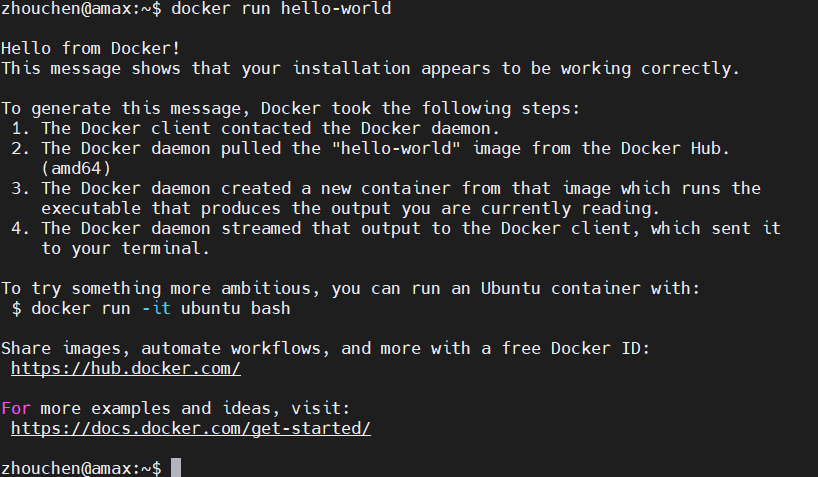 zhouchen@amax:~$ docker run hello-world
Hello from Docker!
This message shows that your installation appears to be working correctly.
To generate this message, Docker took the following steps:
1. The Docker client contacted the Docker daemon.
2. The Docker daemon pulled the "hello-world" image from the Docker Hub.
(amd64)
3. The Docker daemon created a new container from that image which runs the
executable that produces the output you are currently reading.
4. The Docker daemon streamed that output to the Docker client, which sent it
to your terminal.
To try something more ambitious, you can run an Ubuntu container with:
$ docker run -it ubuntu bash
Share images, automate workflows, and more with a free Docker ID:
https://hub.docker.com/
For more examples and ideas, visit:
https://docs.docker.com/get-started/
zhouchen@amax:~$